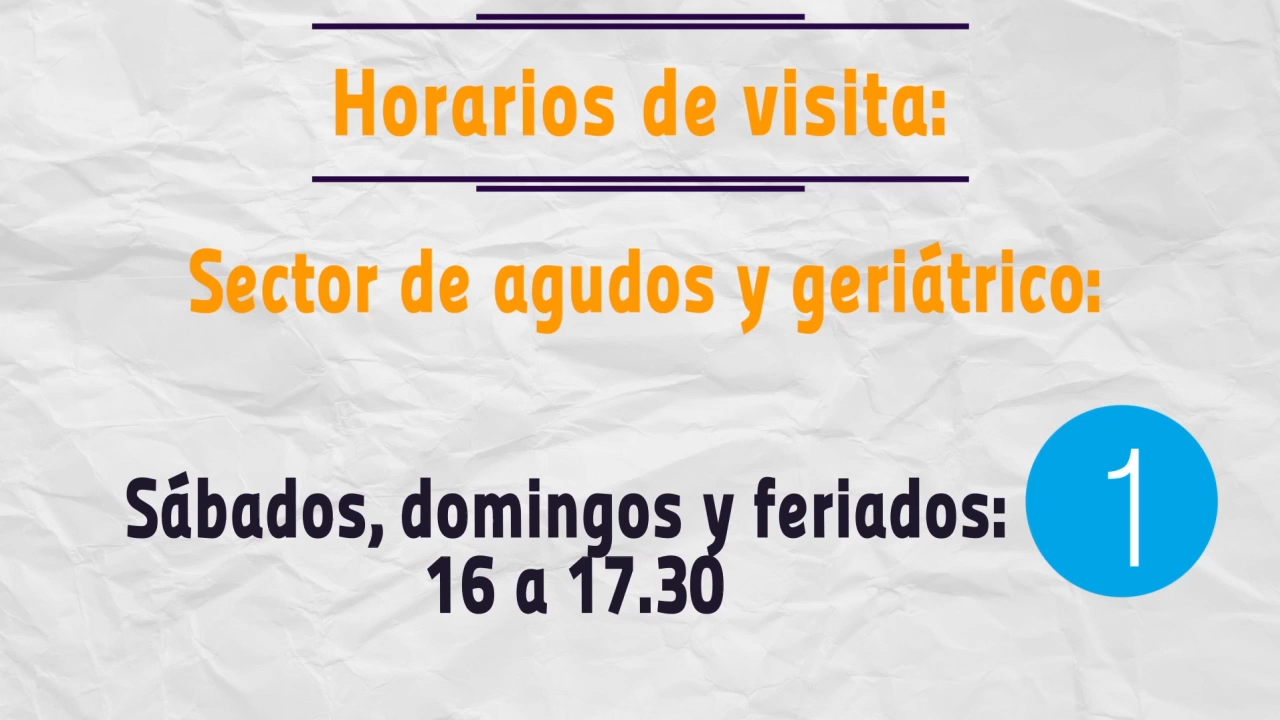 Horarios de visita:
Sector de agudos y geriátrico:
Sábados, domingos y feriados:
16 a 17.30
1